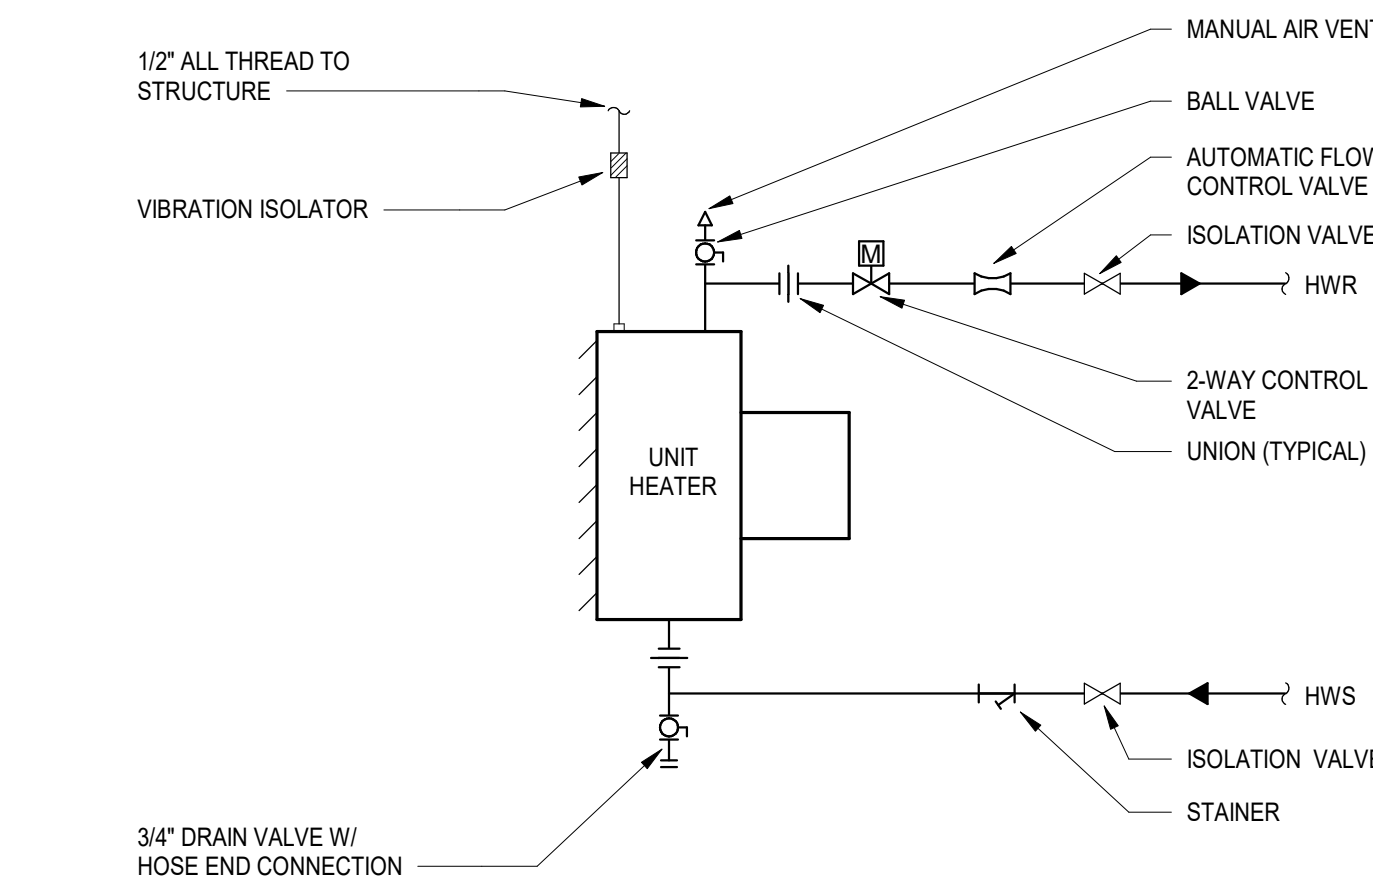 1/2" ALL THREAD TO
STRUCTURE
VIBRATION ISOLATOR
MANUAL AIR VENT
BALL VALVE
AUTOMATIC FLOW
CONTROL VALVE
ISOLATION VALVE
M
HWR
2-WAY CONTROL
VALVE
UNION (TYPICAL)
UNIT
HEATER
HWS
ISOLATION VALVE
STAINER
3/4" DRAIN VALVE W/
HOSE END CONNECTION